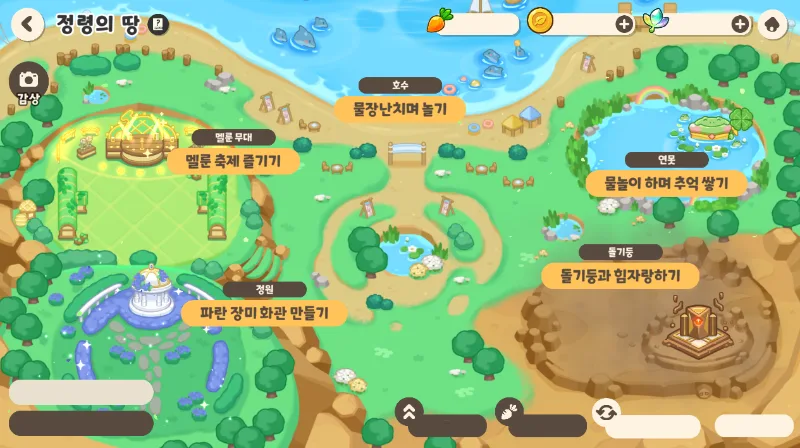 정령의 땅
감상
호수
물장난치며 놀기
멜룬 무대
멜룬 축제 즐기기
연못
물놀이 하며 추억 쌓기
돌기둥
돌기둥과 힘자랑하기
정원
파란 장미 화관 만들기